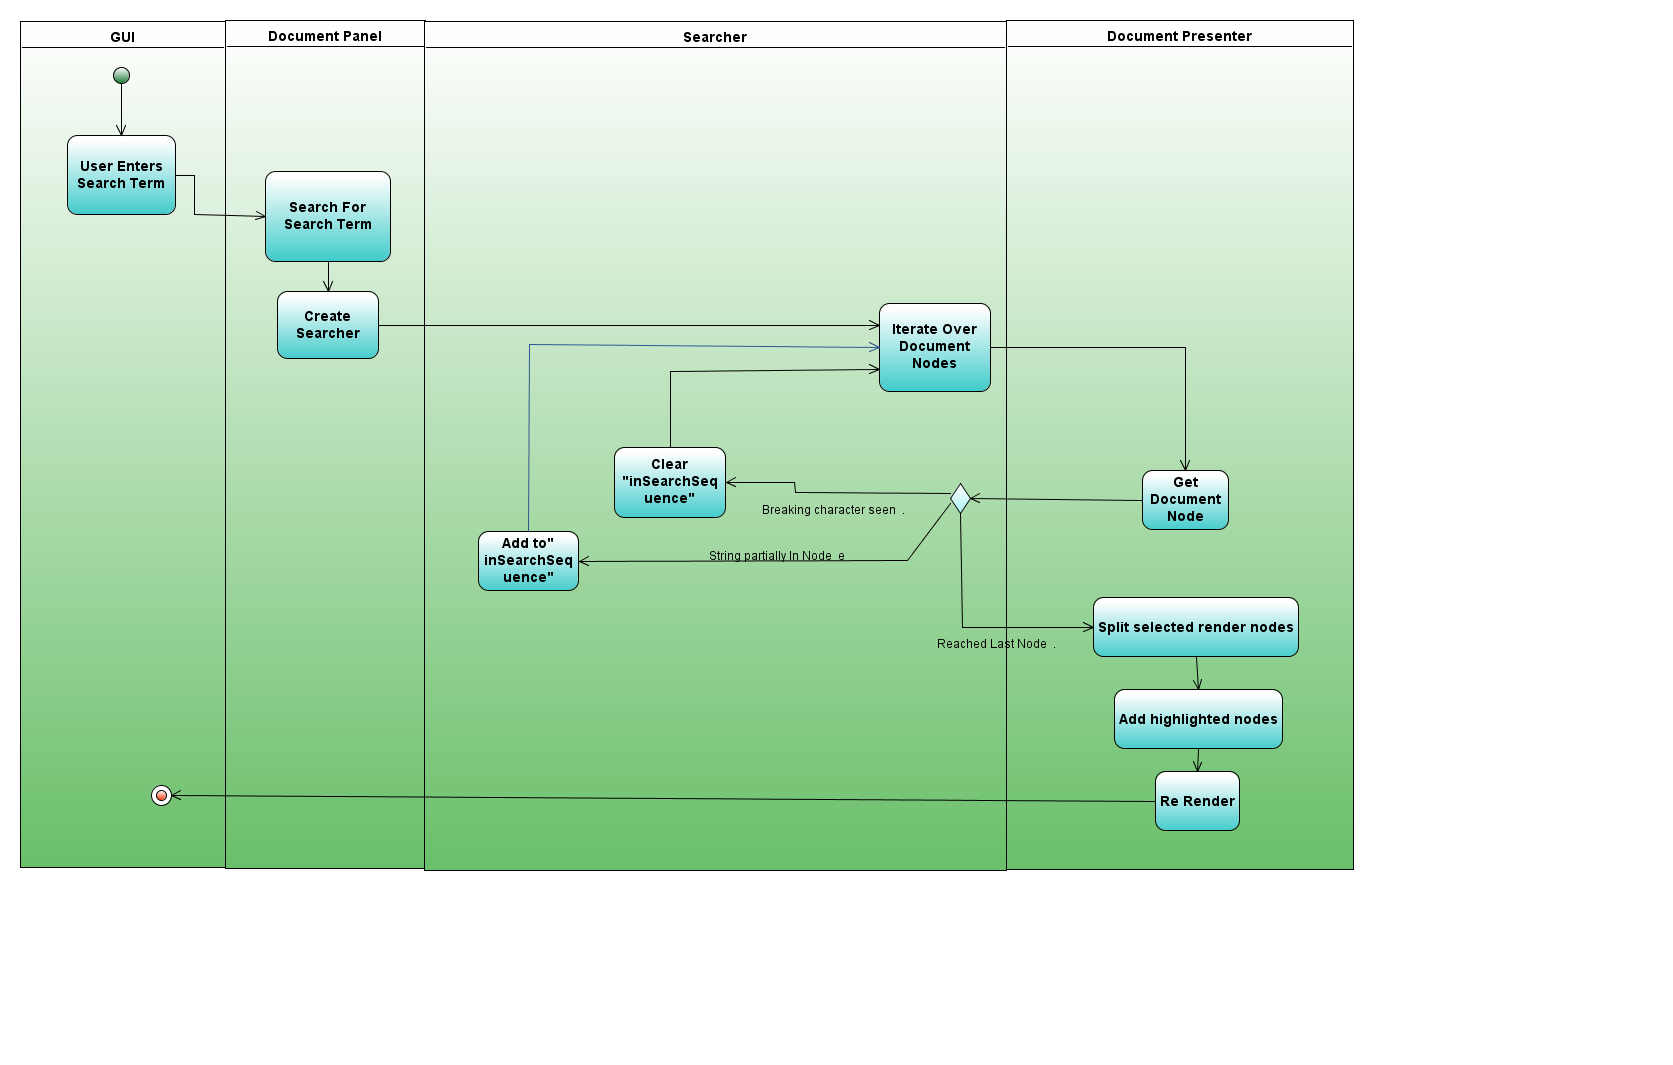 GUI
Document Panel
Searcher
Document Presenter
User Enters
Search Term
Search For
Search Term
Create
Searcher
Iterate Over
Document
Nodes
Clear
"inSearchSeq
uence"
Get
Document
Node
Breaking character seen  .
Add to"
inSearchSeq
uence"
String partially In Node  e
Split selected render nodes
Reached Last Node  .
Add highlighted nodes
Re Render